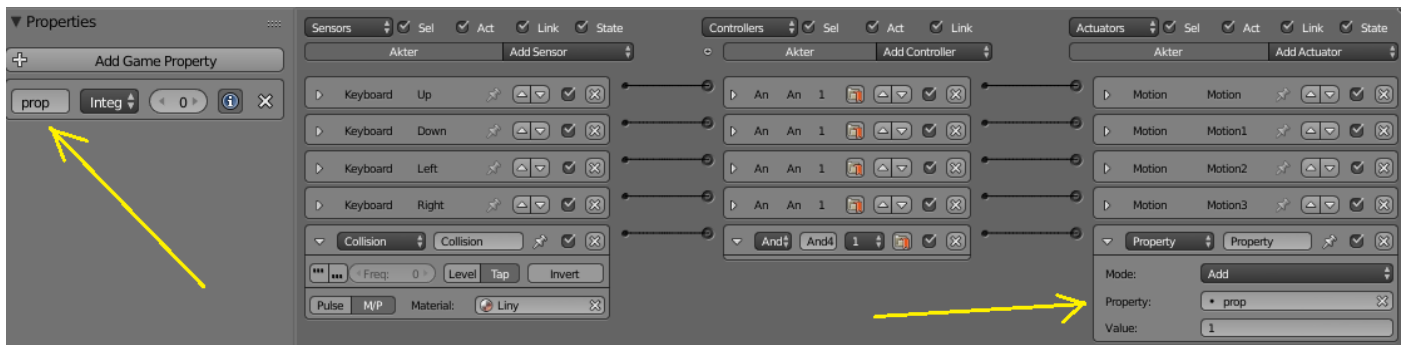 Properties
Add Game Property
prop Integ 0
Sensors Sel Act Link State
Akter Add Sensor
Keyboard Up
Keyboard Down
Keyboard Left
Keyboard Right
Collision Collision
Freq: 0 Level Tap Invert
Pulse M/P Material: Liny
Controllers Sel Act Link
Akter Add Controller
An An 1
An An 1
An An 1
An An 1
And And4 1
Actuators Sel Act Link State
Akter Add Actuator
Motion Motion
Motion Motion1
Motion Motion2
Motion Motion3
Property Property
Mode: Add
Property: prop
Value: 1